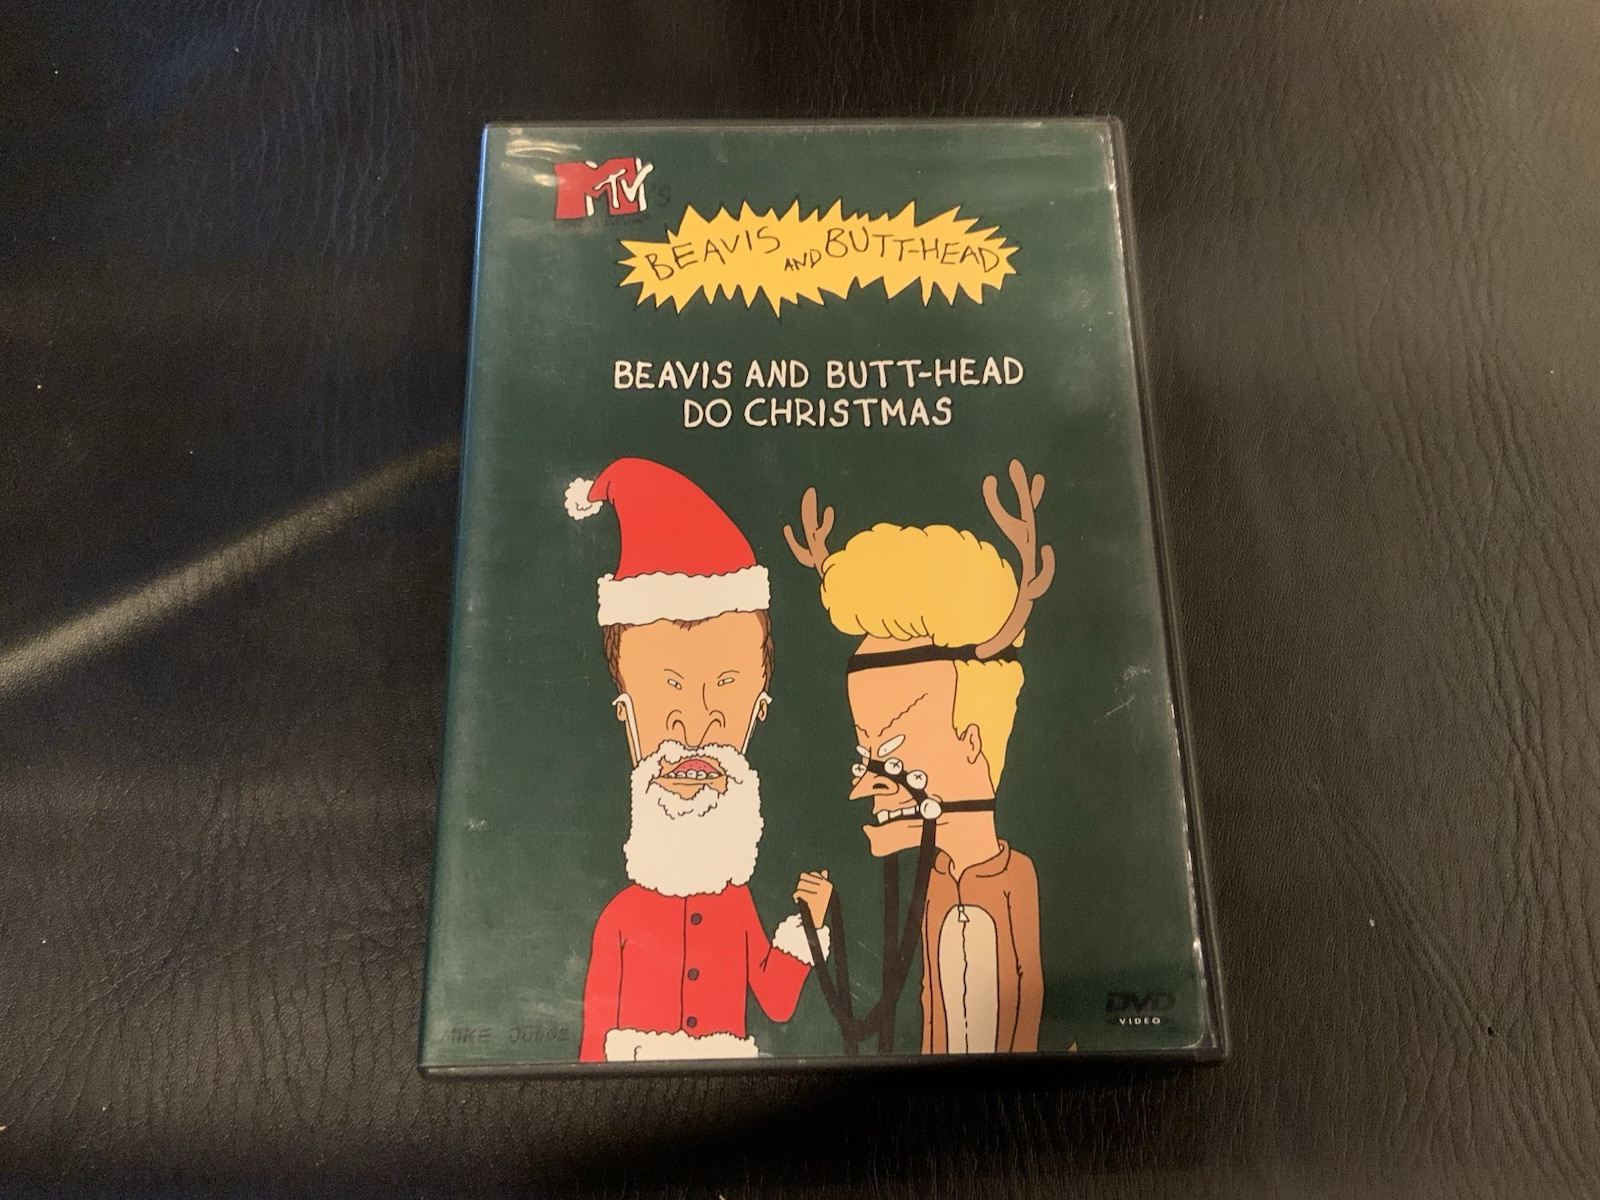 MTV's
BEAVIS AND BUTT-HEAD
BEAVIS AND BUTT-HEAD
DO CHRISTMAS
MIKE JUDGE
DVD
VIDEO